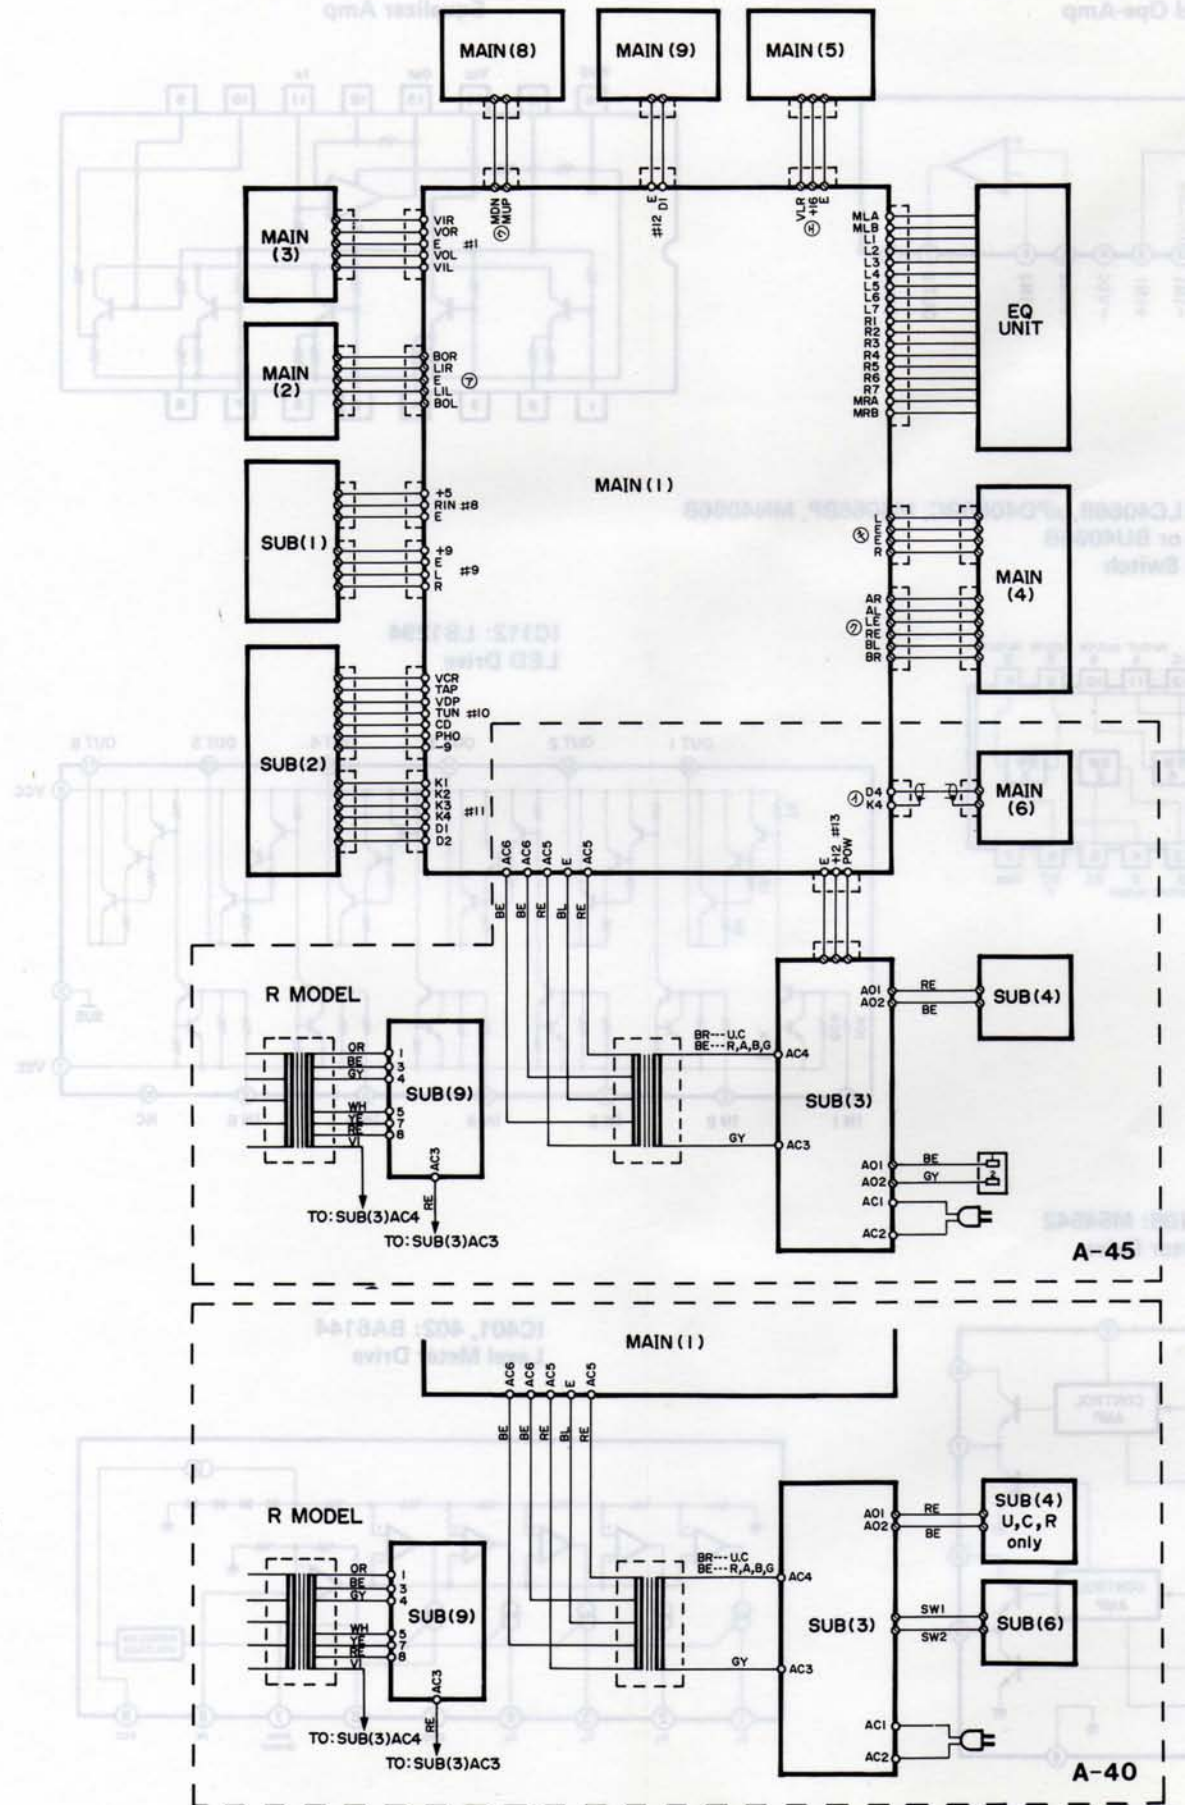 MAIN(8)
MAIN(9)
MAIN(5)
MDN
MUP
E
D1
#12
VLR
+16
E
MAIN
(3)
VIR
VOR
E #1
VOL
VIL
MAIN
(2)
BOR
LIR
E
LIL
BOL
SUB(1)
+5
RIN #8
E
+9
E
L #9
R
SUB(2)
VCR
TAP
VDP
TUN #10
CD
PHO
-9
K1
K2
K3
K4 #11
D1
D2
MAIN(1)
MLA
MLB
L1
L2
L3
L4
L5
L6
L7
R1
R2
R3
R4
R5
R6
R7
MRA
MRB
EQ
UNIT
L
E
E
R
AR
AL
LE
RE
BL
BR
MAIN
(4)
D4
K4
MAIN
(6)
AC6
AC6
AC5
E
AC5
E
+12 #13
POW
BE
BE
RE
BL
RE
R MODEL
OR
BE
GY
WH
YE
RE
VI
1
3
4
5
7
8
SUB(9)
AC3
RE
TO:SUB(3)AC4
TO:SUB(3)AC3
BR---U.C
BE---R,A,B,G
GY
AC4
AC3
SUB(3)
AO1
AO2
RE
BE
SUB(4)
AO1
AO2
AC1
AC2
BE
GY
2
A-45
MAIN(1)
AC6
AC6
AC5
E
AC5
BE
BE
RE
BL
RE
R MODEL
OR
BE
GY
WH
YE
RE
VI
1
3
4
5
7
8
SUB(9)
AC3
RE
TO:SUB(3)AC4
TO:SUB(3)AC3
BR---U.C
BE---R,A,B,G
GY
AC4
AC3
SUB(3)
AO1
AO2
RE
BE
SUB(4)
U,C,R
only
SW1
SW2
SUB(6)
AC1
AC2
A-40